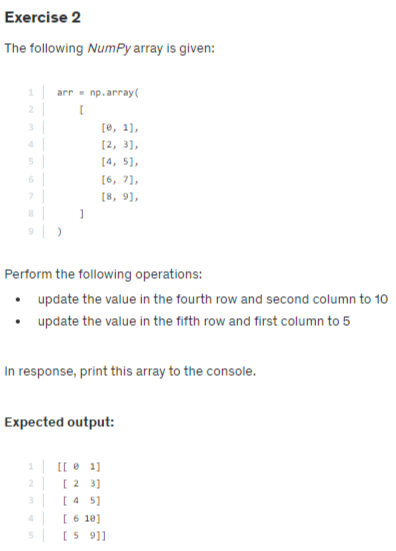 Exercise 2
The following NumPy array is given:
1 arr = np.array(
2 [
3 [0, 1],
4 [2, 3],
5 [4, 5],
6 [6, 7],
7 [8, 9],
8 ]
9 )
Perform the following operations:
• update the value in the fourth row and second column to 10
• update the value in the fifth row and first column to 5
In response, print this array to the console.
Expected output:
1 [[ 0 1]
2 [ 2 3]
3 [ 4 5]
4 [ 6 10]
5 [ 5 9]]